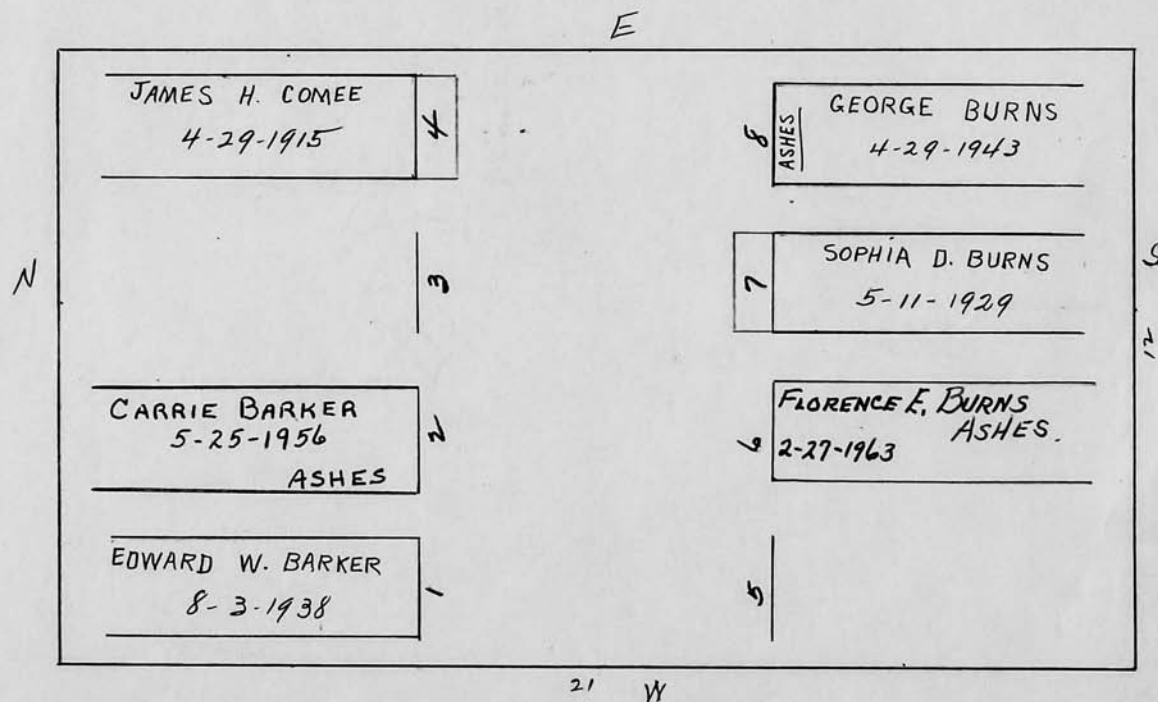 E
JAMES H. COMEE
4-29-1915
4
8
ASHES
GEORGE BURNS
4-29-1943
N
3
7
SOPHIA D. BURNS
5-11-1929
S
12
CARRIE BARKER
5-25-1956
ASHES
2
6
FLORENCE E. BURNS
ASHES.
2-27-1963
EDWARD W. BARKER
8-3-1938
1
5
21
W